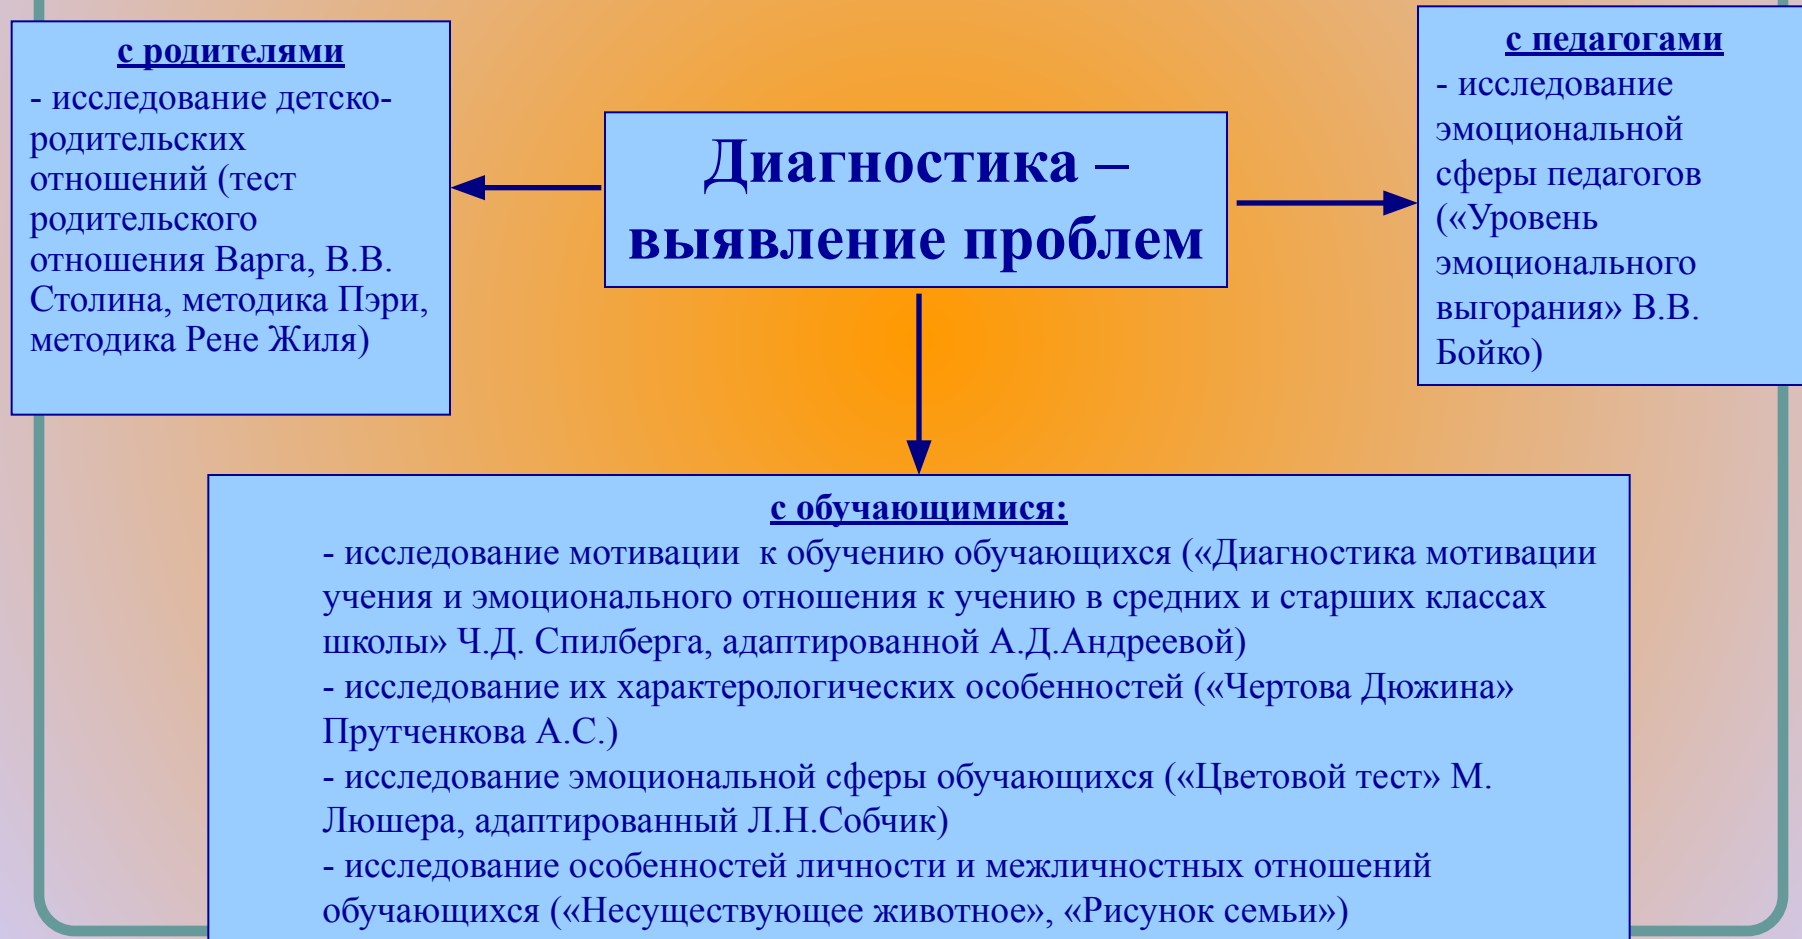 с родителями
- исследование детско-
родительских
отношений (тест
родительского
отношения Варга, В.В.
Столина, методика Пэри,
методика Рене Жиля)
Диагностика –
выявление проблем
с педагогами
- исследование
эмоциональной
сферы педагогов
(«Уровень
эмоционального
выгорания» В.В.
Бойко)
с обучающимися:
- исследование мотивации к обучению обучающихся («Диагностика мотивации
учения и эмоционального отношения к учению в средних и старших классах
школы» Ч.Д. Спилберга, адаптированной А.Д.Андреевой)
- исследование их характерологических особенностей («Чертова Дюжина»
Прутченкова А.С.)
- исследование эмоциональной сферы обучающихся («Цветовой тест» М.
Люшера, адаптированный Л.Н.Собчик)
- исследование особенностей личности и межличностных отношений
обучающихся («Несуществующее животное», «Рисунок семьи»)